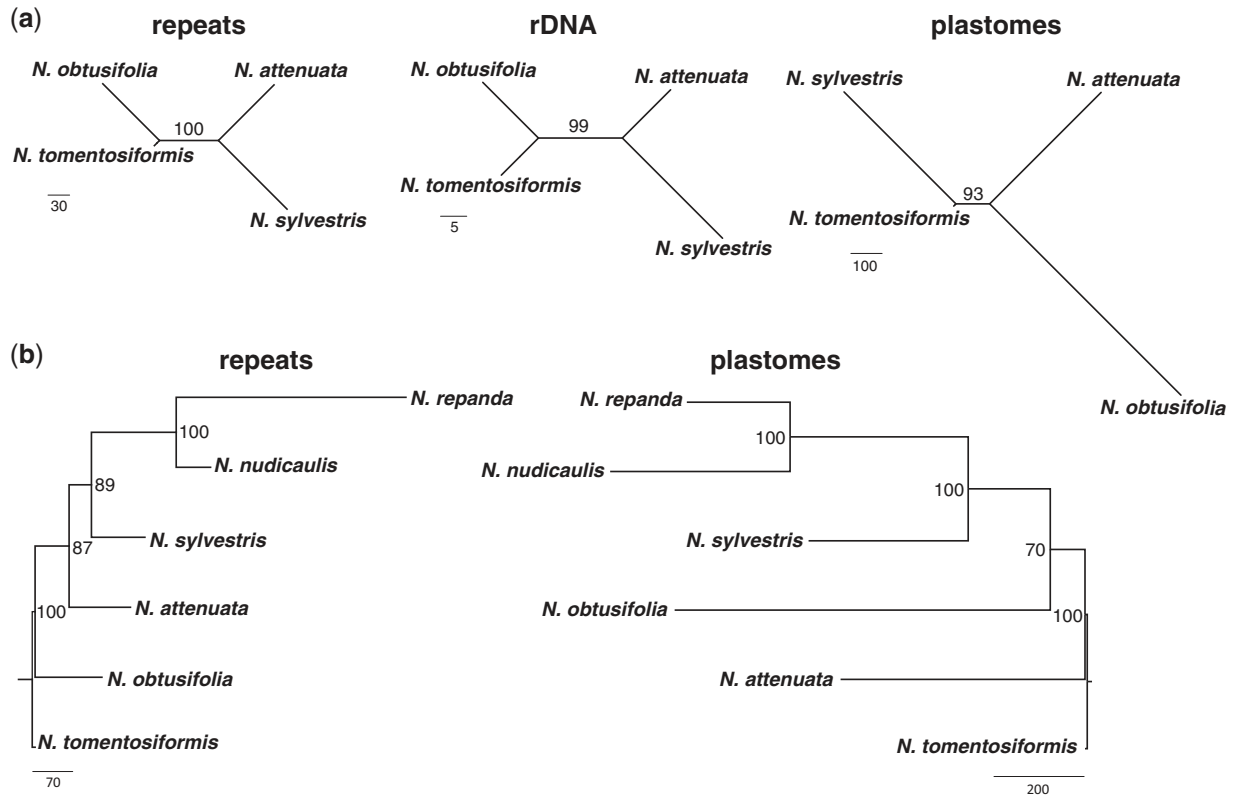 (a)
repeats
rDNA
plastomes
N. obtusifolia
N. attenuata
100
N. tomentosiformis
N. sylvestris
30
N. obtusifolia
N. attenuata
99
N. tomentosiformis
N. sylvestris
5
N. sylvestris
N. attenuata
93
N. tomentosiformis
N. obtusifolia
100
(b)
repeats
plastomes
N. repanda
100
N. nudicaulis
89
N. sylvestris
87
N. attenuata
100
N. obtusifolia
N. tomentosiformis
70
N. repanda
100
N. nudicaulis
100
N. sylvestris
70
N. obtusifolia
100
N. attenuata
N. tomentosiformis
200